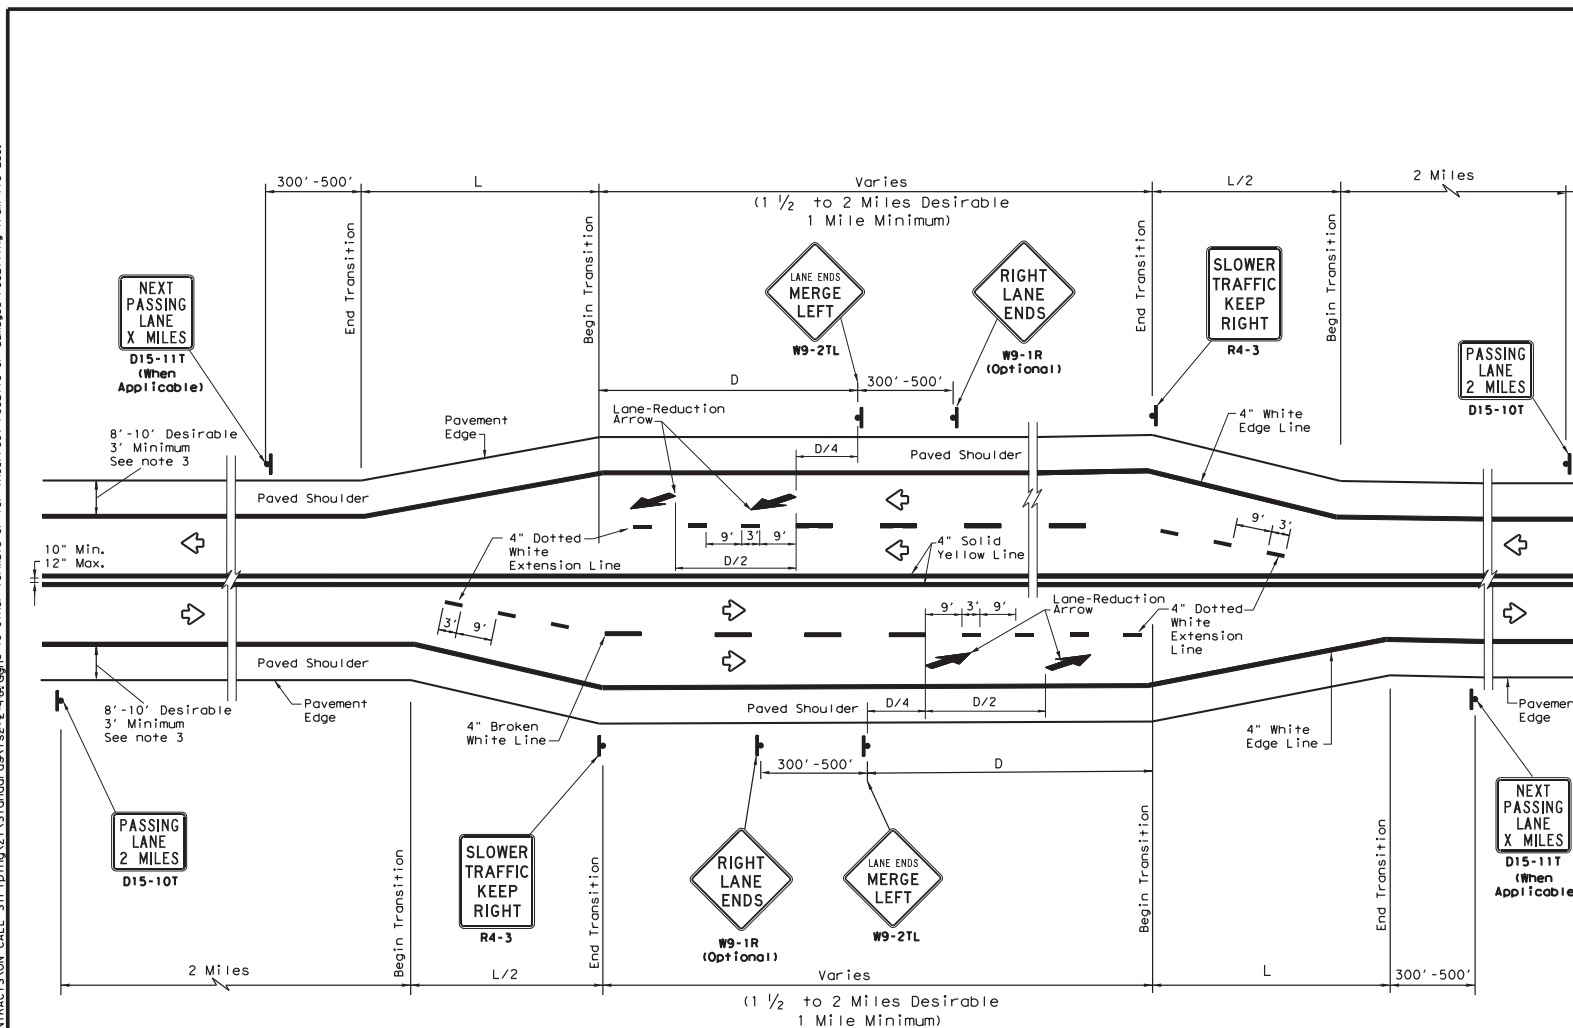 300'-500'
L
Varies
(1 1/2 to 2 Miles Desirable
1 Mile Minimum)
L/2
2 Miles
End Transition
Begin Transition
End Transition
Begin Transition
NEXT
PASSING
LANE
X MILES
D15-11T
(When
Applicable)
LANE ENDS
MERGE
LEFT
W9-2TL
RIGHT
LANE
ENDS
W9-1R
(Optional)
SLOWER
TRAFFIC
KEEP
RIGHT
R4-3
PASSING
LANE
2 MILES
D15-10T
D
300'-500'
Lane-Reduction
Arrow
Pavement
Edge
4" White
Edge Line
8'-10' Desirable
3' Minimum
See note 3
D/4
Paved Shoulder
Paved Shoulder
9'
3'
9'
D/2
4" Dotted
White
Extension Line
4" Solid
Yellow Line
9'
3'
10" Min.
12" Max.
3'
9'
9'
3'
9'
Lane-Reduction
Arrow
4" Dotted
White
Extension
Line
Paved Shoulder
8'-10' Desirable
3' Minimum
See note 3
Pavement
Edge
4" Broken
White Line
Paved Shoulder
D/4
D/2
4" White
Edge Line
Pavemen
Edge
300'-500'
D
PASSING
LANE
2 MILES
D15-10T
SLOWER
TRAFFIC
KEEP
RIGHT
R4-3
RIGHT
LANE
ENDS
W9-1R
(Optional)
LANE ENDS
MERGE
LEFT
W9-2TL
NEXT
PASSING
LANE
X MILES
D15-11T
(When
Applicable
Begin Transition
End Transition
Begin Transition
End Transition
2 Miles
L/2
Varies
(1 1/2 to 2 Miles Desirable
1 Mile Minimum)
L
300'-500'